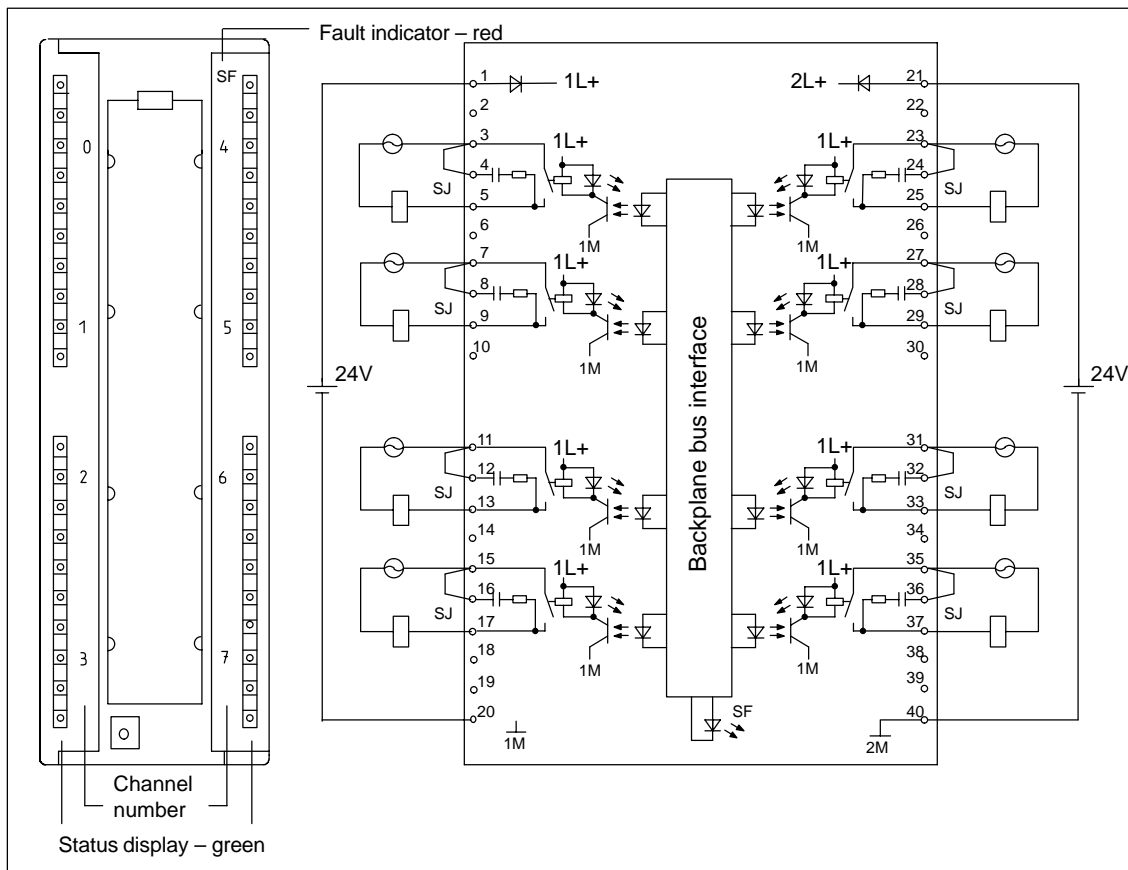 Fault indicator – red
SF
0
4
1
5
2
6
3
7
Channel
number
Status display – green
1 1L+ 2L+ 21
2 22
3 1L+ 1L+ 23
4 24
SJ SJ
5 25
6 1M 1M 26
7 1L+ 1L+ 27
8 28
SJ SJ
9 29
10 1M 1M 30
24V 24V
Backplane bus interface
11 1L+ 1L+ 31
12 32
SJ SJ
13 33
14 1M 1M 34
15 1L+ 1L+ 35
16 36
SJ SJ
17 37
18 1M 1M 38
19 39
20 SF 40
1M 2M